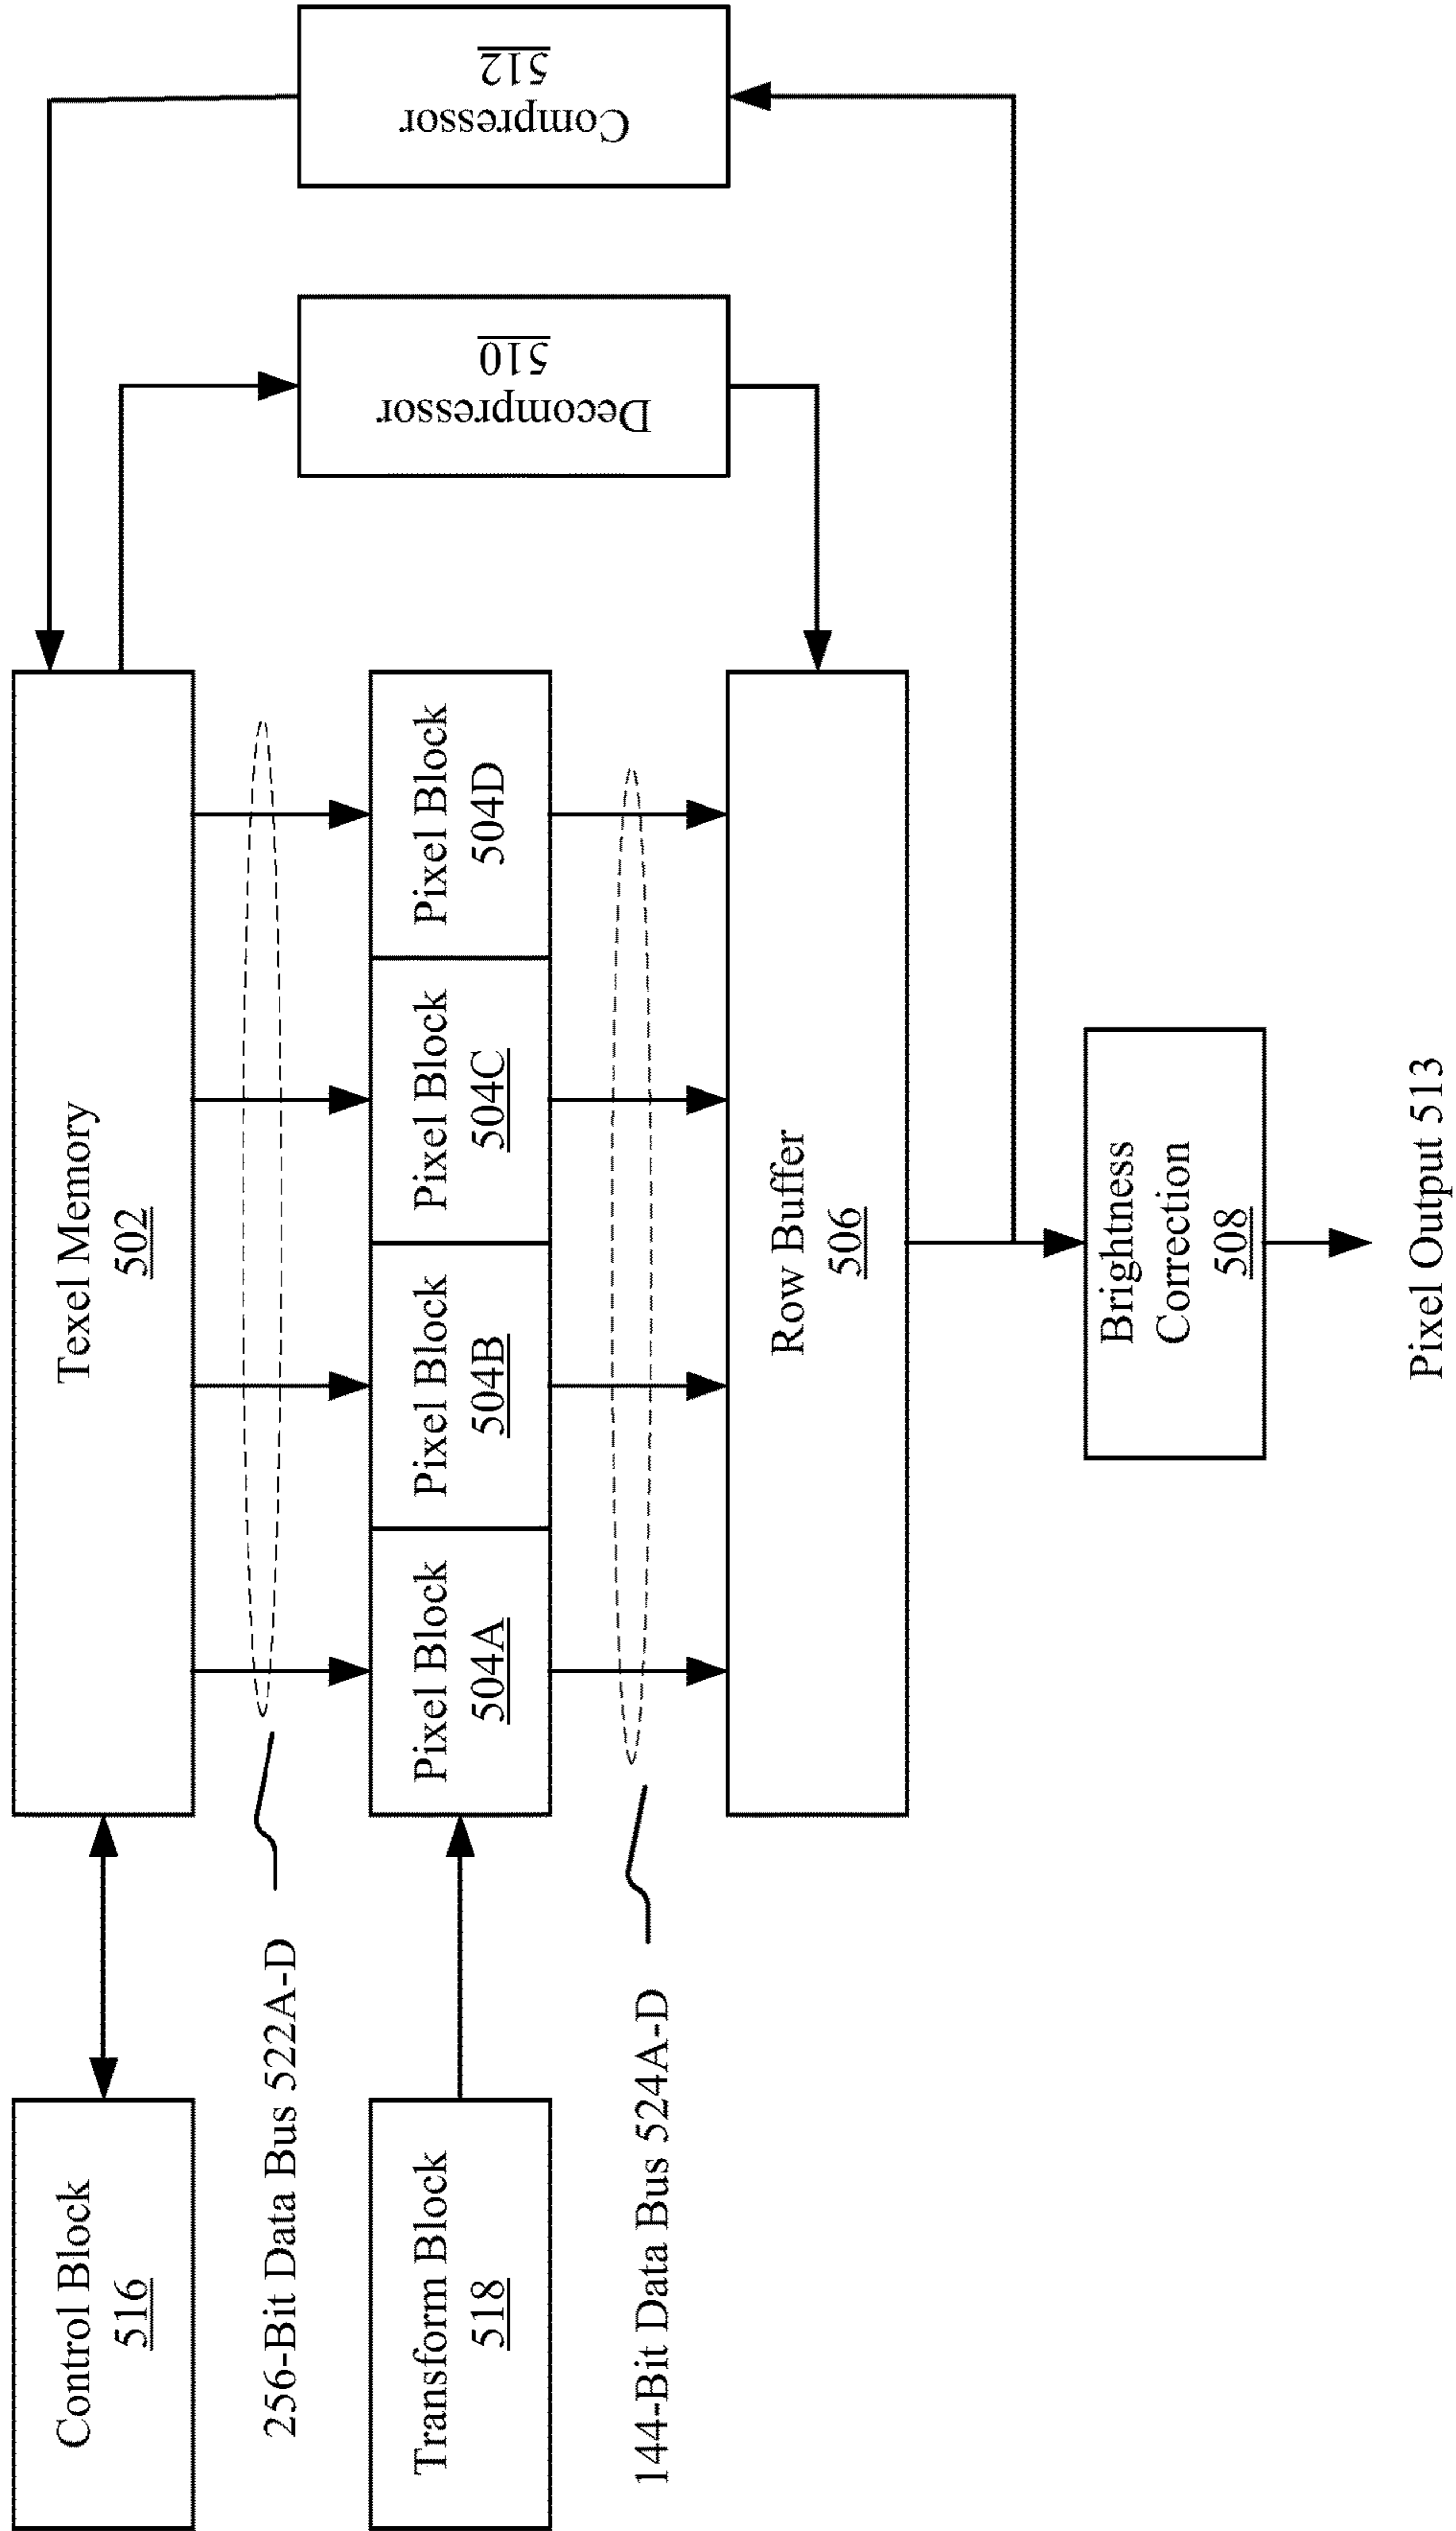 Control Block
516
Texel Memory
502
256-Bit Data Bus 522A-D
Transform Block
518
Pixel Block
504A
Pixel Block
504B
Pixel Block
504C
Pixel Block
504D
Decompressor
510
Compressor
512
144-Bit Data Bus 524A-D
Row Buffer
506
Brightness
Correction
508
Pixel Output 513